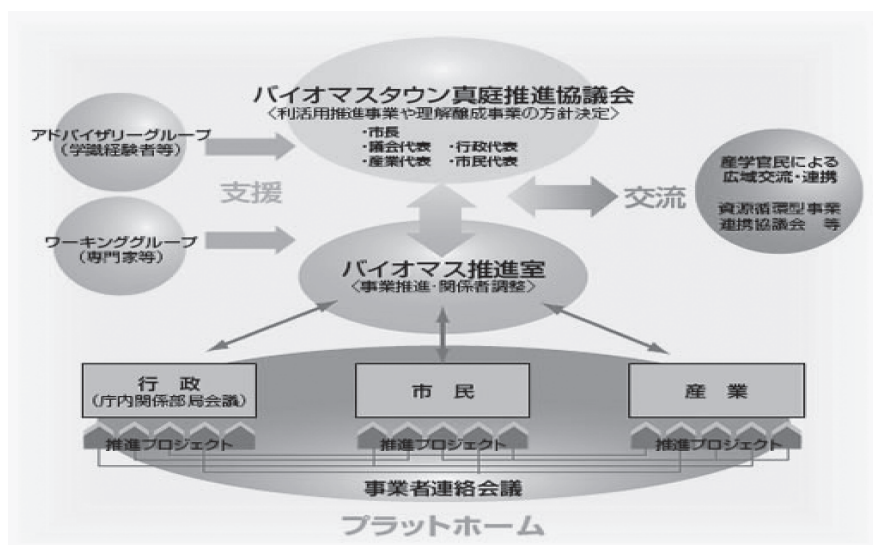 バイオマスタウン真庭推進協議会
〈利活用推進事業や理解醸成事業の方針決定〉
・市長
・議会代表 ・行政代表
・産業代表 ・市民代表
アドバイザリーグループ
(学識経験者等)
支援
ワーキンググループ
(専門家等)
交流
産学官民による
広域交流・連携
資源循環型事業
連携協議会 等
バイオマス推進室
〈事業推進・関係者調整〉
行 政
(庁内関係部局会議)
市 民
産 業
推進プロジェクト
推進プロジェクト
推進プロジェクト
事業者連絡会議
プラットホーム